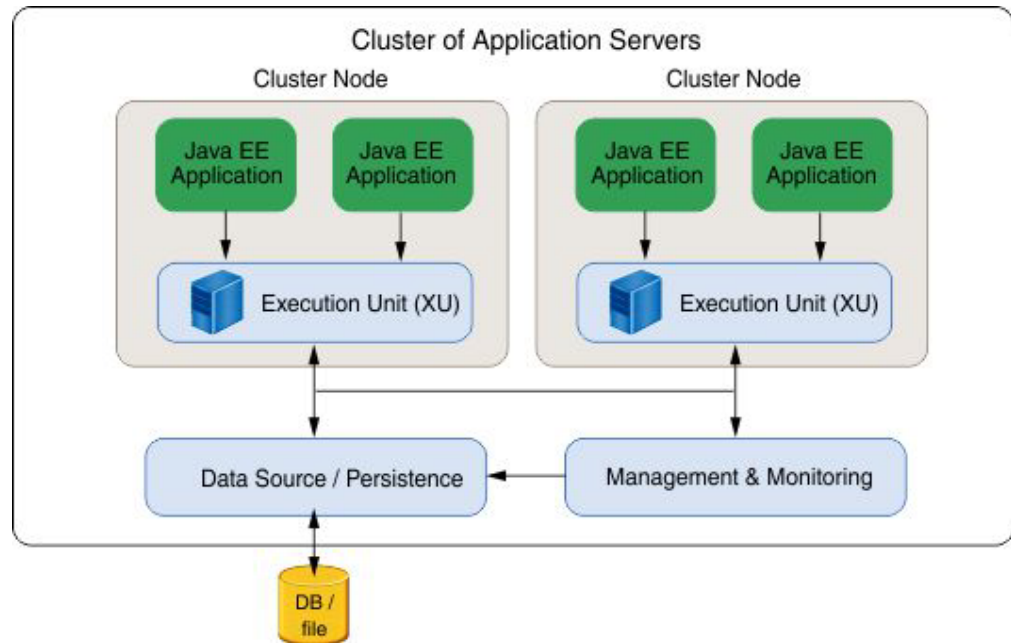 Cluster of Application Servers
Cluster Node
Cluster Node
Java EE
Application
Java EE
Application
Java EE
Application
Java EE
Application
Execution Unit (XU)
Execution Unit (XU)
Data Source / Persistence
Management & Monitoring
DB /
file